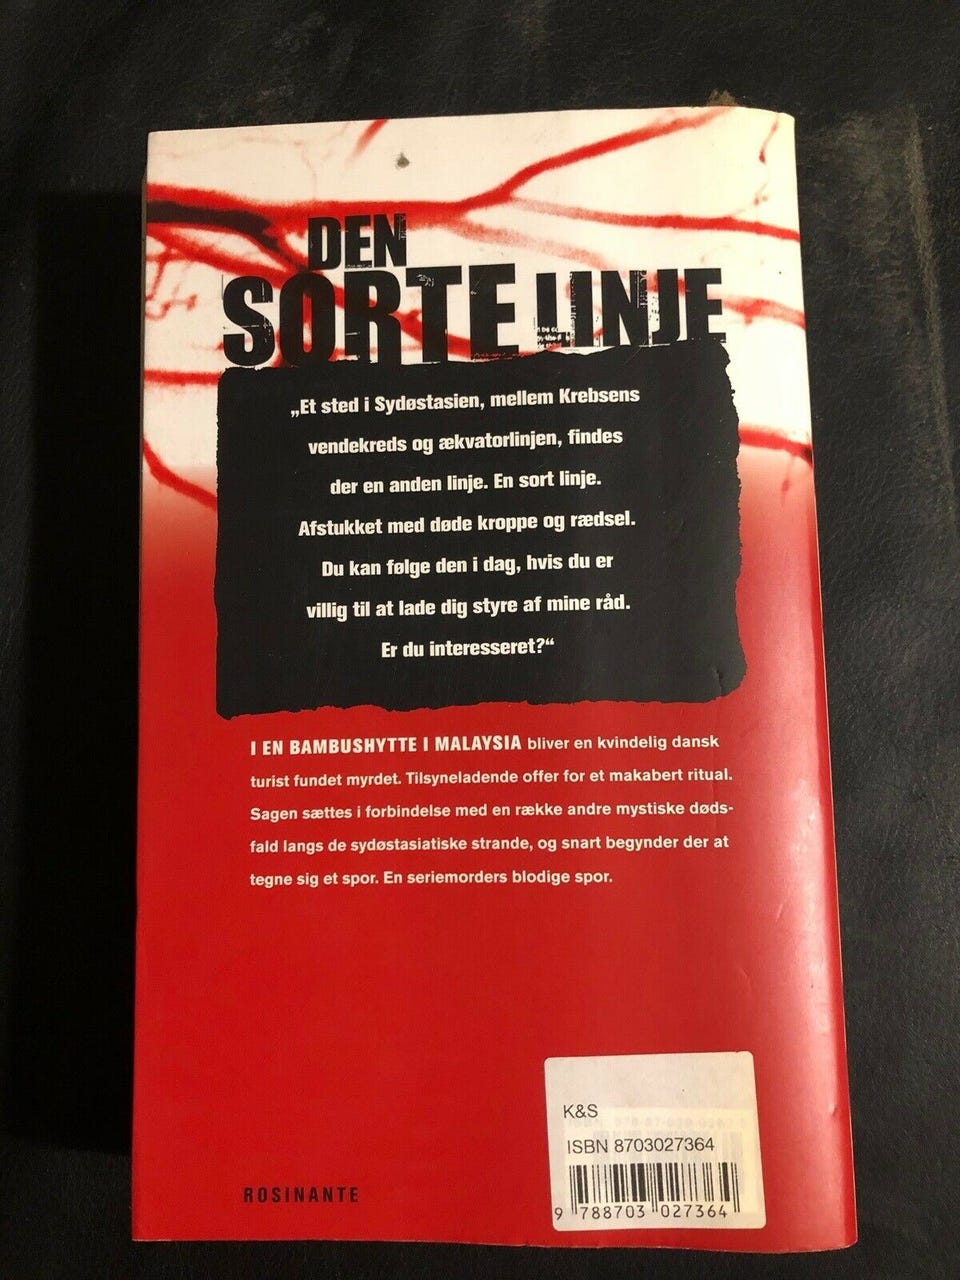 DEN
SORTE LINJE
„Et sted i Sydøstasien, mellem Krebsens
vendekreds og ækvatorlinjen, findes
der en anden linje. En sort linje.
Afstukket med døde kroppe og rædsel.
Du kan følge den i dag, hvis du er
villig til at lade dig styre af mine råd.
Er du interesseret?“
I EN BAMBUSHYTTE I MALAYSIA bliver en kvindelig dansk
turist fundet myrdet. Tilsyneladende offer for et makabert ritual.
Sagen sættes i forbindelse med en række andre mystiske døds-
fald langs de sydøstasiatiske strande, og snart begynder der at
tegne sig et spor. En seriemorders blodige spor.
K&S
ISBN 8703027364
9 788703 027364
ROSINANTE